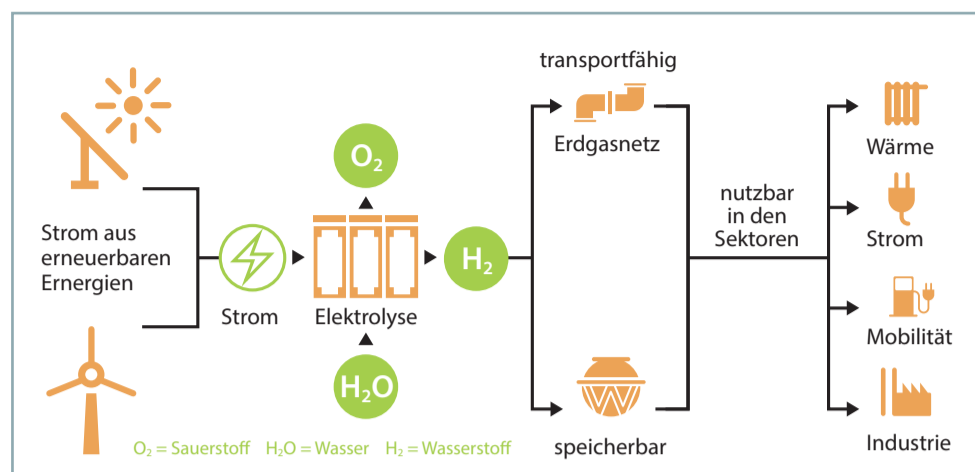 transportfähig
Erdgasnetz
O₂
Strom aus
erneuerbaren
Ernergien
Strom
Elektrolyse
H₂
H₂O
speicherbar
nutzbar
in den
Sektoren
Wärme
Strom
Mobilität
Industrie
O₂ = Sauerstoff H₂O = Wasser H₂ = Wasserstoff